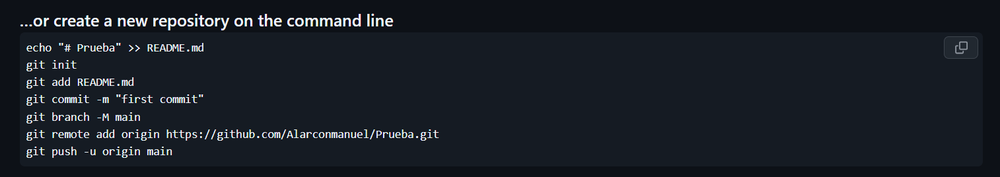 ...or create a new repository on the command line
echo "# Prueba" >> README.md
git init
git add README.md
git commit -m "first commit"
git branch -M main
git remote add origin https://github.com/Alarconmanuel/Prueba.git
git push -u origin main